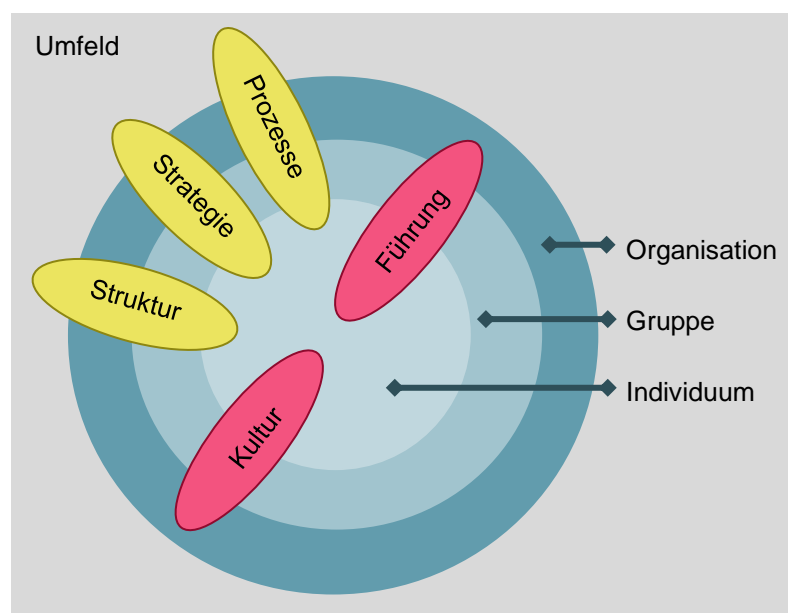 Umfeld
Prozesse
Strategie
Struktur
Führung
Kultur
Organisation
Gruppe
Individuum